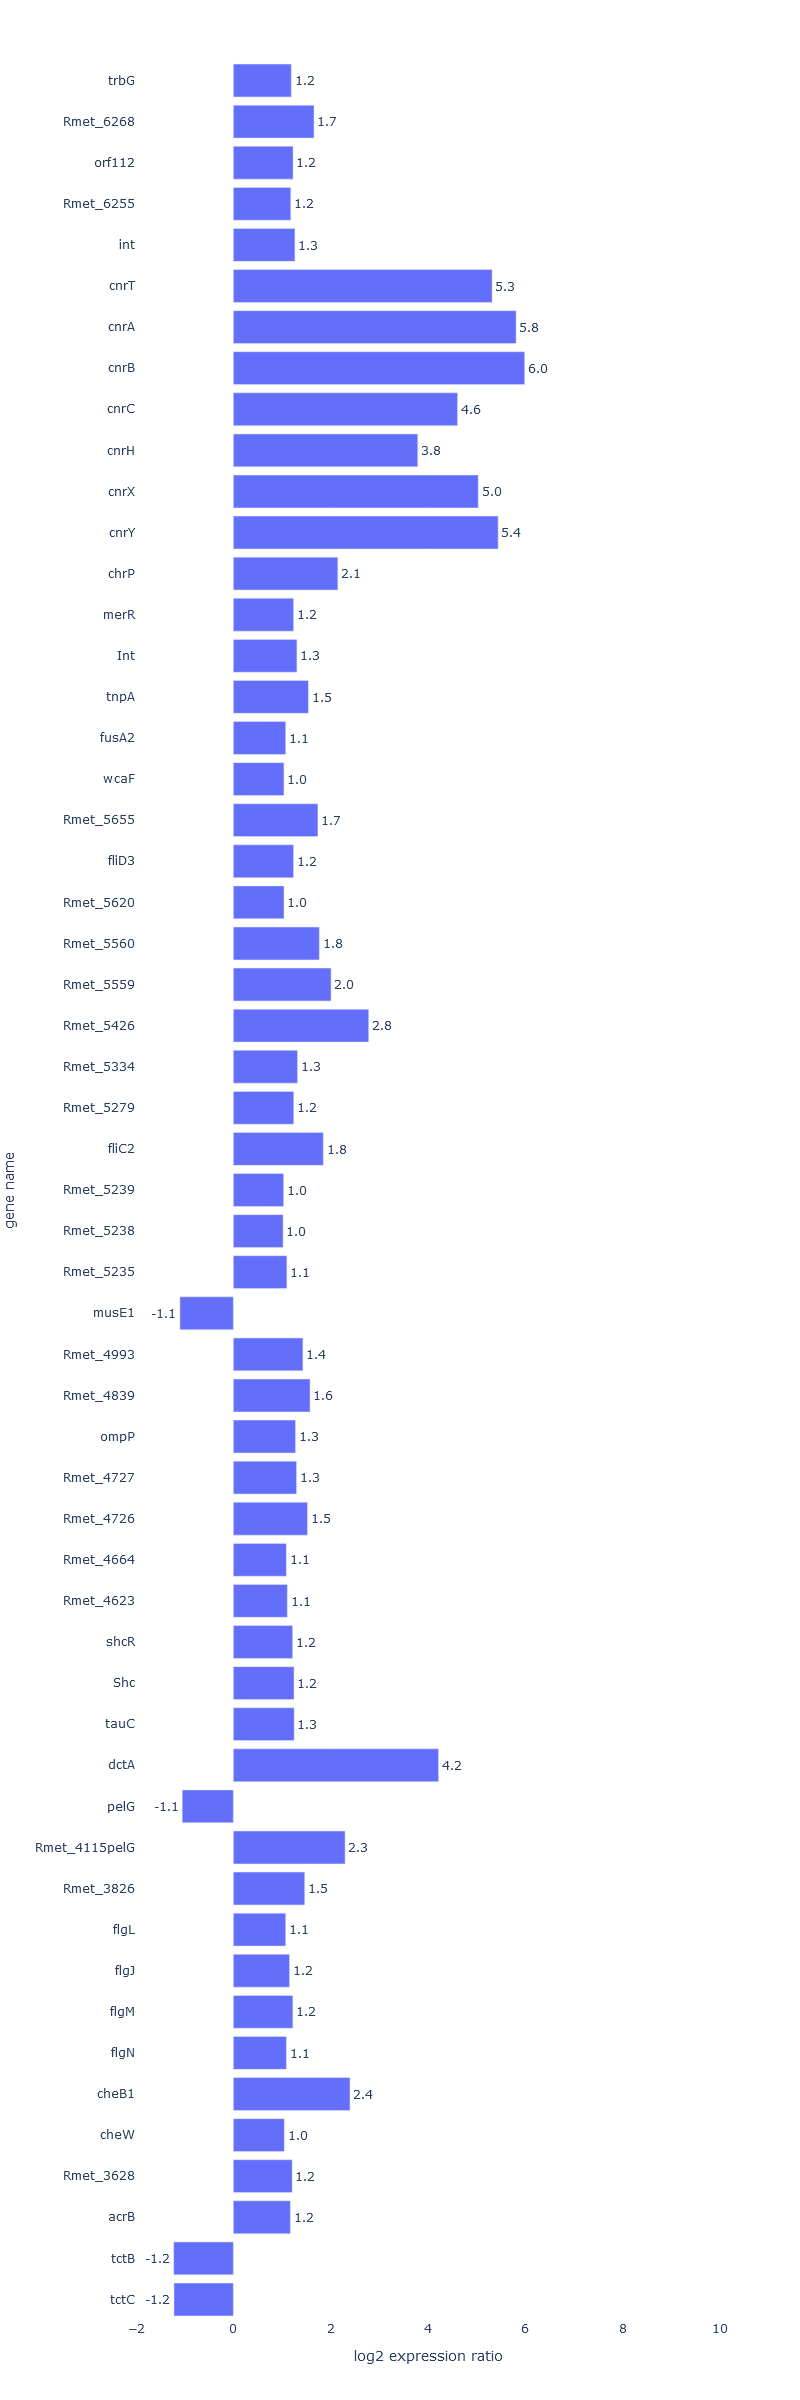 trbG 1.2
Rmet_6268 1.7
orf112 1.2
Rmet_6255 1.2
int 1.3
cnrT 5.3
cnrA 5.8
cnrB 6.0
cnrC 4.6
cnrH 3.8
cnrX 5.0
cnrY 5.4
chrP 2.1
merR 1.2
Int 1.3
tnpA 1.5
fusA2 1.1
wcaF 1.0
Rmet_5655 1.7
fliD3 1.2
Rmet_5620 1.0
Rmet_5560 1.8
Rmet_5559 2.0
Rmet_5426 2.8
Rmet_5334 1.3
Rmet_5279 1.2
fliC2 1.8
gene name
Rmet_5239 1.0
Rmet_5238 1.0
Rmet_5235 1.1
musE1 -1.1
Rmet_4993 1.4
Rmet_4839 1.6
ompP 1.3
Rmet_4727 1.3
Rmet_4726 1.5
Rmet_4664 1.1
Rmet_4623 1.1
shcR 1.2
Shc 1.2
tauC 1.3
dctA 4.2
pelG -1.1
Rmet_4115pelG 2.3
Rmet_3826 1.5
flgL 1.1
flgJ 1.2
flgM 1.2
flgN 1.1
cheB1 2.4
cheW 1.0
Rmet_3628 1.2
acrB 1.2
tctB -1.2
tctC -1.2
−2 0 2 4 6 8 10
log2 expression ratio